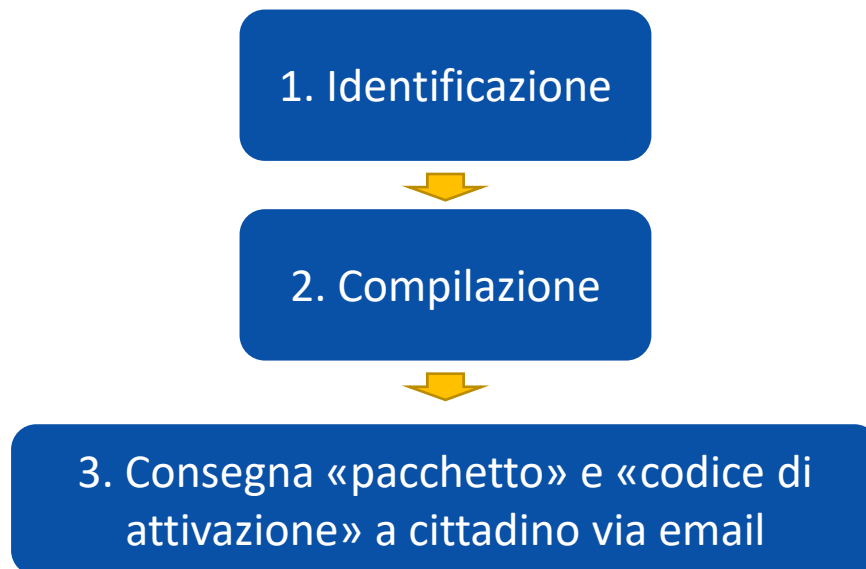 1. Identificazione
2. Compilazione
3. Consegna «pacchetto» e «codice di
attivazione» a cittadino via email